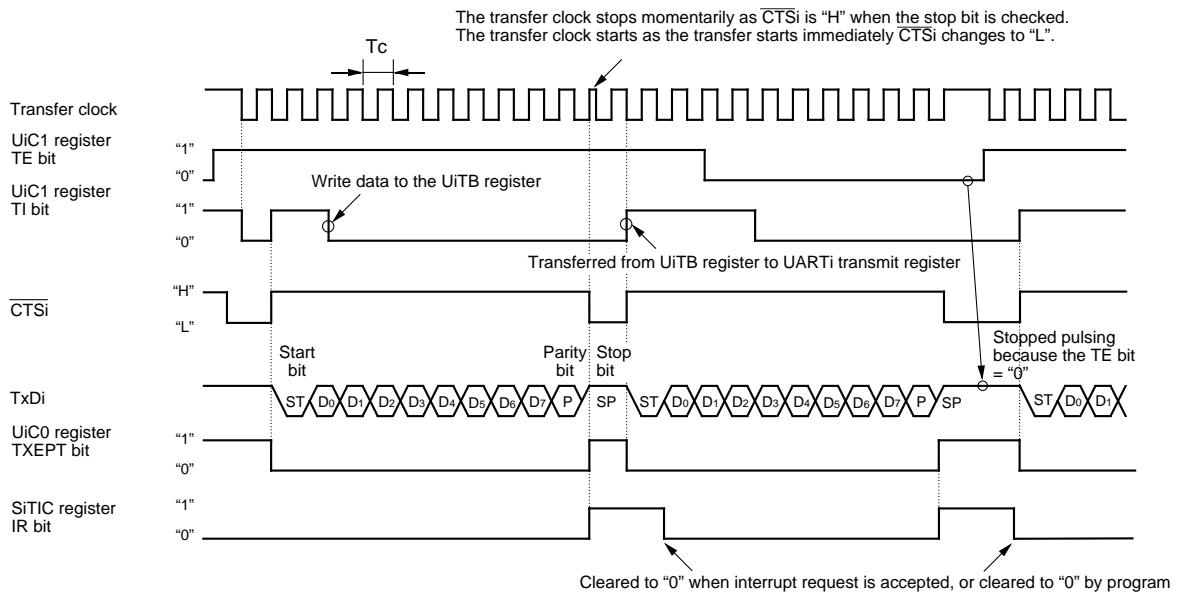 The transfer clock stops momentarily as CTSi is “H” when the stop bit is checked.
The transfer clock starts as the transfer starts immediately CTSi changes to “L”.
Tc
Transfer clock
UiC1 register
TE bit
“1”
“0”
Write data to the UiTB register
UiC1 register
TI bit
“1”
“0”
Transferred from UiTB register to UARTi transmit register
CTSi
“H”
“L”
Start
bit
Parity
bit
Stop
bit
Stopped pulsing
because the TE bit
= “0”
TxDi
ST D0 D1 D2 D3 D4 D5 D6 D7 P SP ST D0 D1 D2 D3 D4 D5 D6 D7 P SP ST D0 D1
UiC0 register
TXEPT bit
“1”
“0”
SiTIC register
IR bit
“1”
“0”
Cleared to “0” when interrupt request is accepted, or cleared to “0” by program